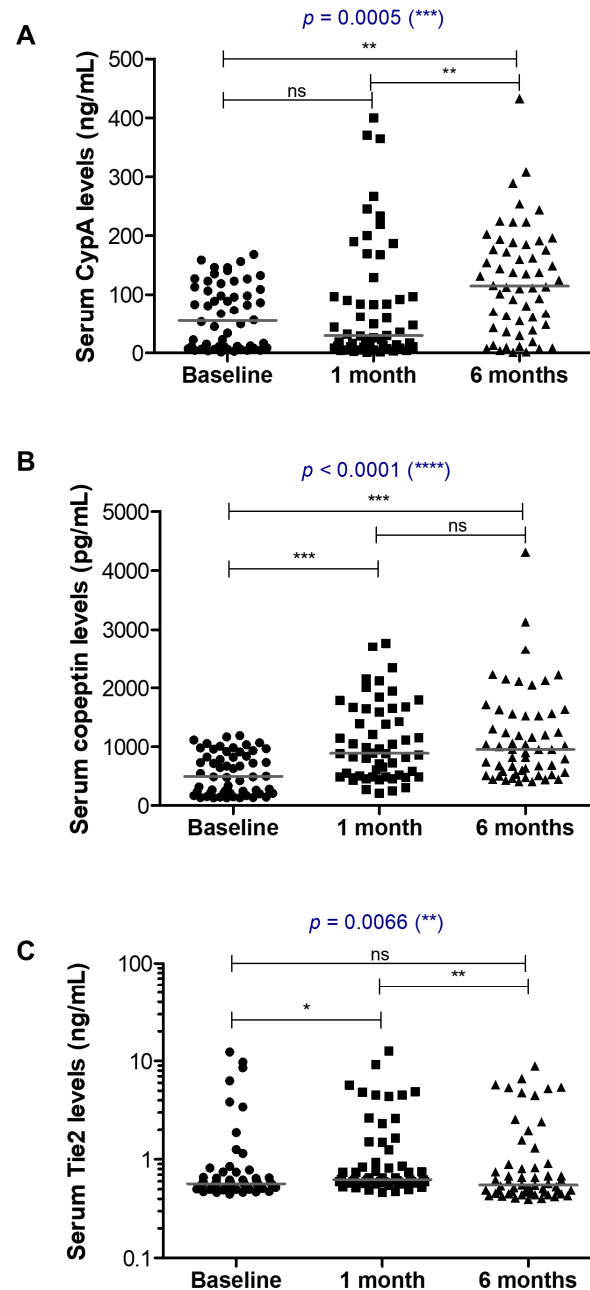 A
p = 0.0005 (***)
**
**
ns
Serum CypA levels (ng/mL)
500
400
300
200
100
0
Baseline
1 month
6 months
B
p < 0.0001 (****)
***
ns
***
Serum copeptin levels (pg/mL)
5000
4000
3000
2000
1000
0
Baseline
1 month
6 months
C
p = 0.0066 (**)
ns
**
*
Serum Tie2 levels (ng/mL)
100
10
1
0.1
Baseline
1 month
6 months